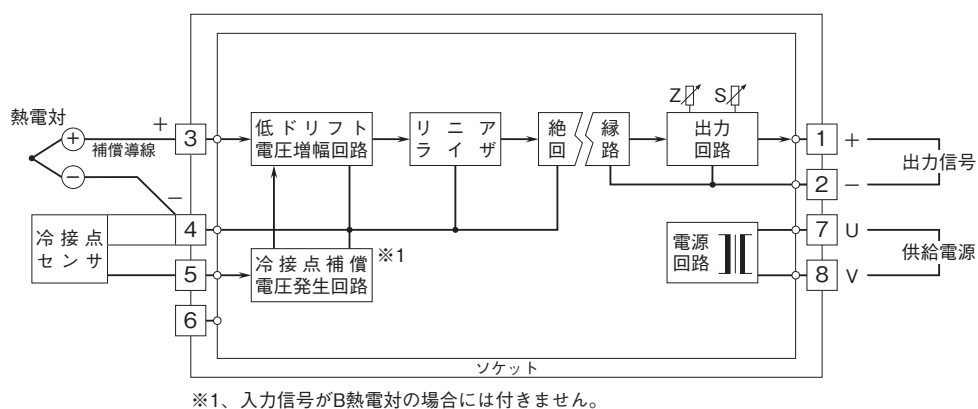 熱電対
+
−
補償導線
+
−
3
4
5
6
冷接点
センサ
低ドリフト
電圧増幅回路
リニア
ライザ
絶縁
回路
Z
S
出力
回路
冷接点補償
電圧発生回路
※1
電源
回路
1
+
2
−
出力信号
7
U
8
V
供給電源
ソケット
※1、入力信号がB熱電対の場合には付きません。